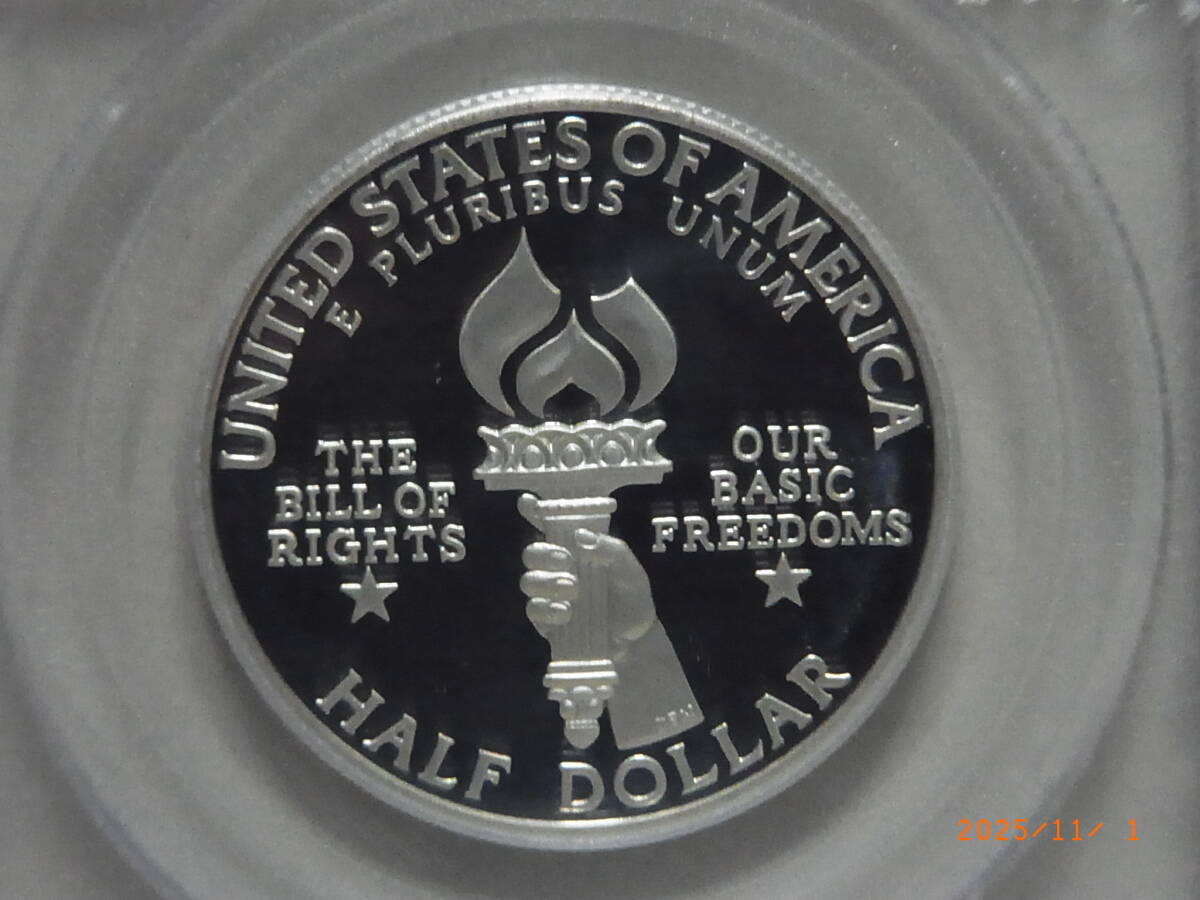 UNITED STATES OF AMERICA
E PLURIBUS UNUM
THE
BILL OF
RIGHTS
OUR
BASIC
FREEDOMS
HALF DOLLAR
2025/11/ 1